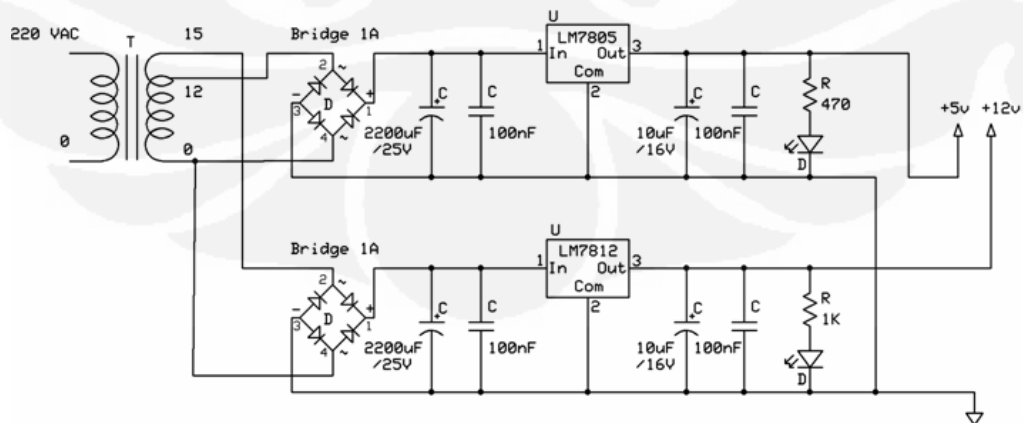 220 VAC
T
15
12
0
0
Bridge 1A
2
~
-
3
D
+
1
4
~
+
C
2200uF
/25V
C
100nF
U
LM7805
1
In
Out
3
Com
2
+
C
10uF
/16V
C
100nF
R
470
D
+5v
+12v
Bridge 1A
2
~
-
3
D
+
1
4
~
+
C
2200uF
/25V
C
100nF
U
LM7812
1
In
Out
3
Com
2
+
C
10uF
/16V
C
100nF
R
1K
D